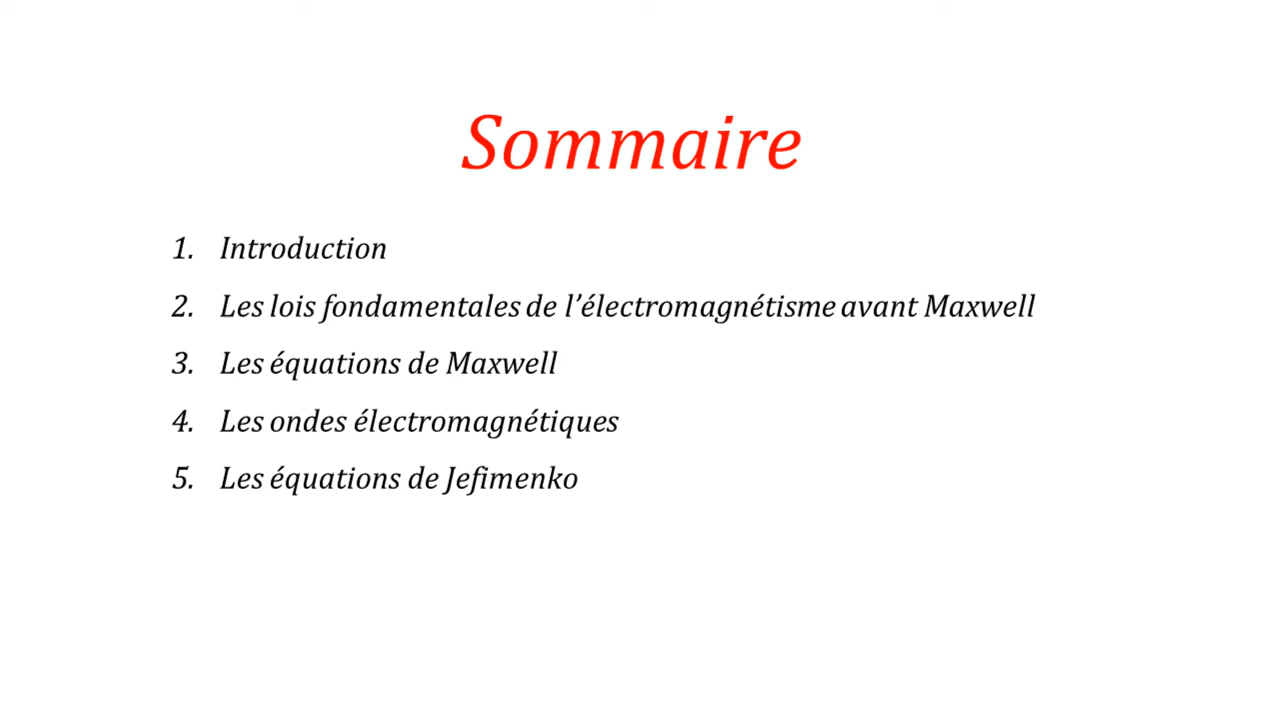 Sommaire
1. Introduction
2. Les lois fondamentales de l’électromagnétisme avant Maxwell
3. Les équations de Maxwell
4. Les ondes électromagnétiques
5. Les équations de Jefimenko